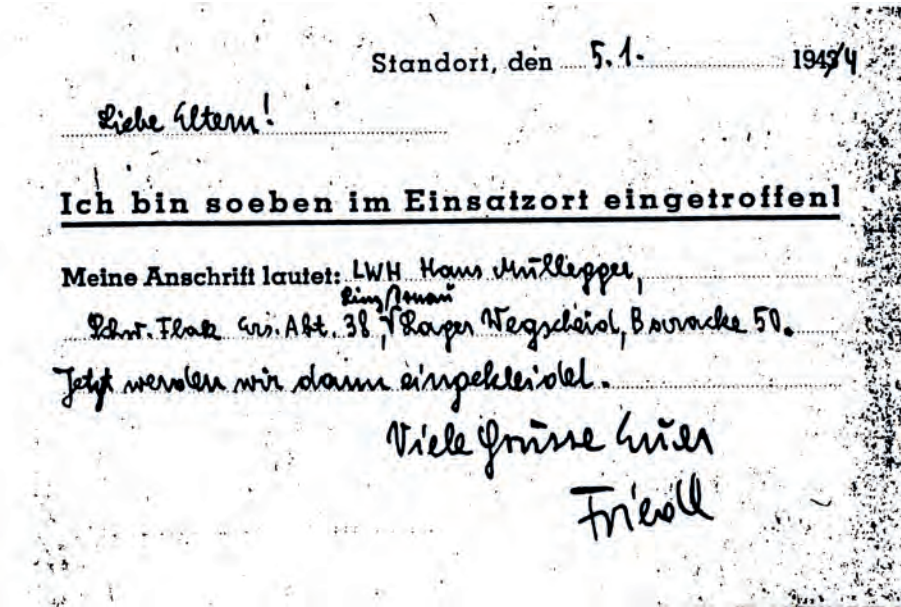 Standort, den 5.1. 1944
Liebe Eltern!
Ich bin soeben im Einsatzort eingetroffen!
Meine Anschrift lautet: LWH Hans Müllegger,
Linz/Donau
Schw. Flak Ers. Abt. 38, Lager Wegscheid, Baracke 50.
Jetzt werden wir dann eingekleidet.
Viele Grüsse Euer
Friedl